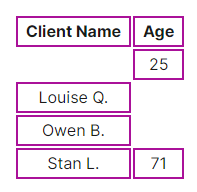 Client Name Age
25
Louise Q.
Owen B.
Stan L. 71